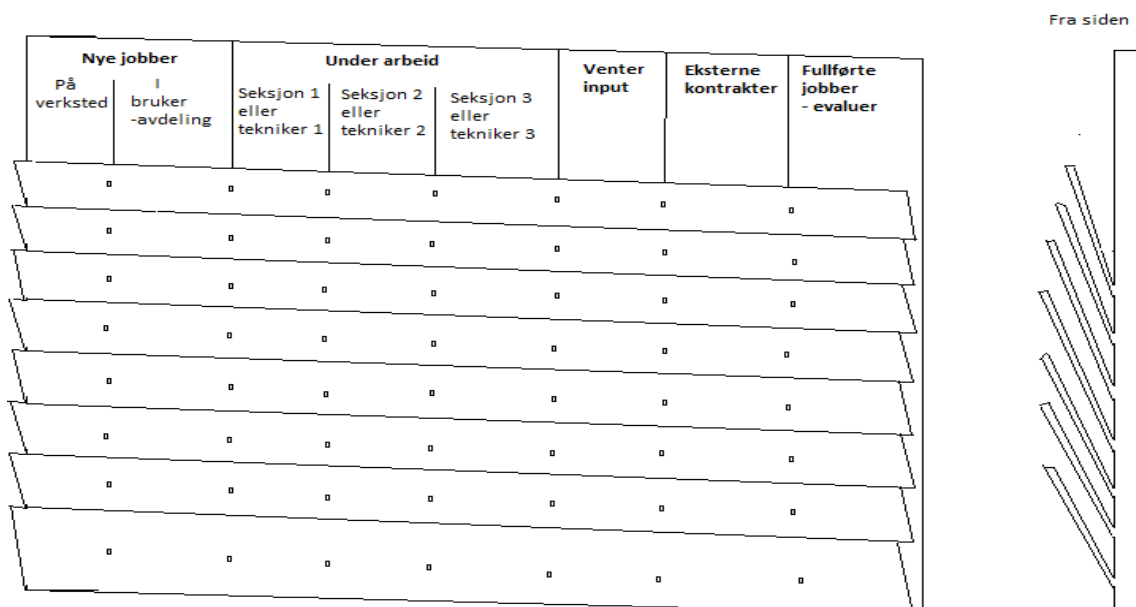 Fra siden
Nye jobber
På
verksted
I
bruker
-avdeling
Under arbeid
Seksjon 1
eller
tekniker 1
Seksjon 2
eller
tekniker 2
Seksjon 3
eller
tekniker 3
Venter
input
Eksterne
kontrakter
Fullførte
jobber
- evaluer